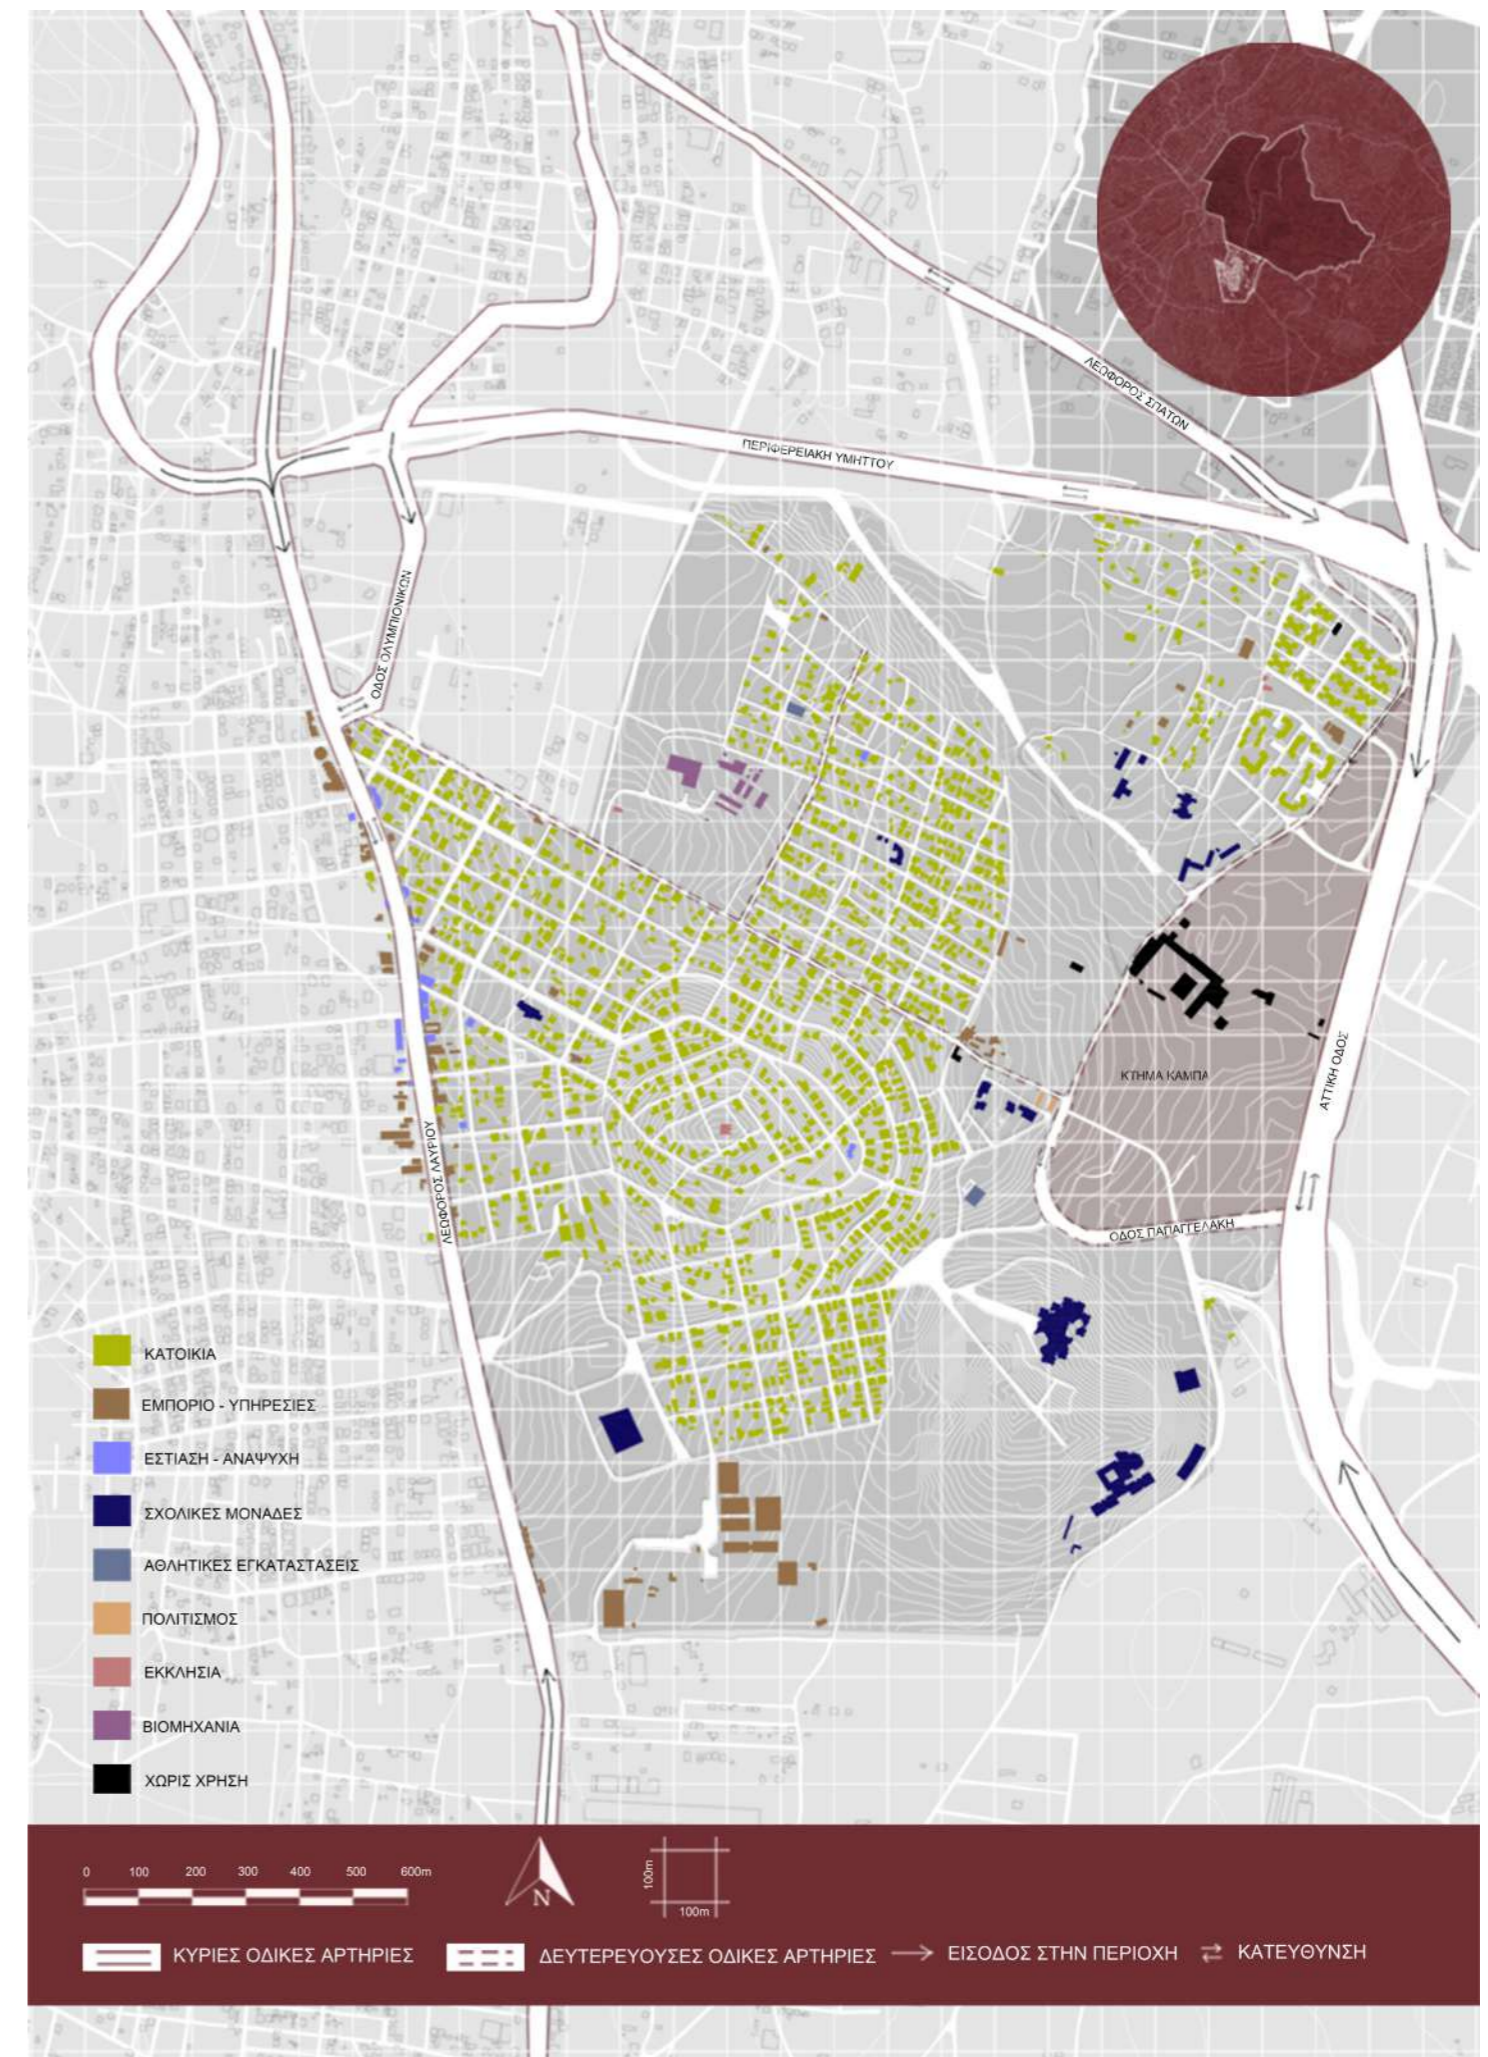 ΛΕΩΦΟΡΟΣ ΣΠΑΤΩΝ
ΠΕΡΙΦΕΡΕΙΑΚΗ ΥΜΗΤΤΟΥ
ΟΔΟΣ ΟΛΥΜΠΙΟΝΙΚΩΝ
ΚΤΗΜΑ ΚΑΜΠΑ
ΑΤΤΙΚΗ ΟΔΟΣ
ΛΕΩΦΟΡΟΣ ΛΑΥΡΙΟΥ
ΟΔΟΣ ΠΑΠΑΓΓΕΛΑΚΗ
ΚΑΤΟΙΚΙΑ
ΕΜΠΟΡΙΟ - ΥΠΗΡΕΣΙΕΣ
ΕΣΤΙΑΣΗ - ΑΝΑΨΥΧΗ
ΣΧΟΛΙΚΕΣ ΜΟΝΑΔΕΣ
ΑΘΛΗΤΙΚΕΣ ΕΓΚΑΤΑΣΤΑΣΕΙΣ
ΠΟΛΙΤΙΣΜΟΣ
ΕΚΚΛΗΣΙΑ
ΒΙΟΜΗΧΑΝΙΑ
ΧΩΡΙΣ ΧΡΗΣΗ
0 100 200 300 400 500 600m
N
100m
100m
ΚΥΡΙΕΣ ΟΔΙΚΕΣ ΑΡΤΗΡΙΕΣ
ΔΕΥΤΕΡΕΥΟΥΣΕΣ ΟΔΙΚΕΣ ΑΡΤΗΡΙΕΣ
ΕΙΣΟΔΟΣ ΣΤΗΝ ΠΕΡΙΟΧΗ
ΚΑΤΕΥΘΥΝΣΗ